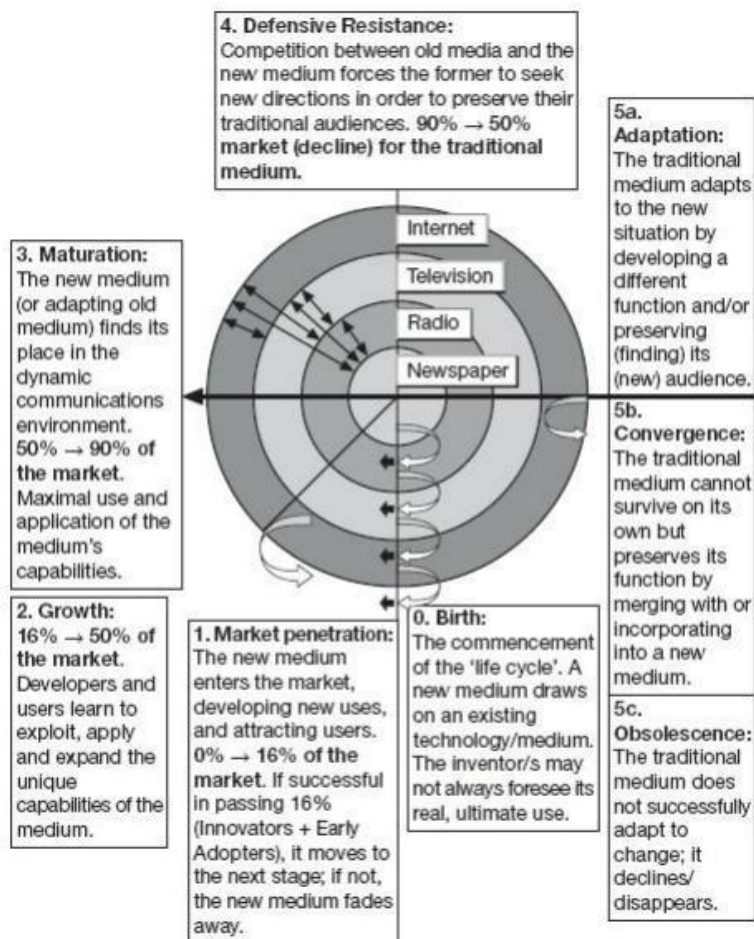 4. Defensive Resistance:
Competition between old media and the
new medium forces the former to seek
new directions in order to preserve their
traditional audiences. 90% → 50%
market (decline) for the traditional
medium.
5a.
Adaptation:
The traditional
medium adapts
to the new
situation by
developing a
different
function and/or
preserving
(finding) its
(new) audience.
Internet
Television
Radio
Newspaper
3. Maturation:
The new medium
(or adapting old
medium) finds its
place in the
dynamic
communications
environment.
50% → 90% of
the market.
Maximal use and
application of the
medium's
capabilities.
5b.
Convergence:
The traditional
medium cannot
survive on its
own but
preserves its
function by
merging with or
incorporating
into a new
medium.
2. Growth:
16% → 50% of
the market.
Developers and
users learn to
exploit, apply
and expand the
unique
capabilities of the
medium.
1. Market penetration:
The new medium
enters the market,
developing new uses,
and attracting users.
0% → 16% of the
market. If successful
in passing 16%
(Innovators + Early
Adopters), it moves to
the next stage; if not,
the new medium fades
away.
0. Birth:
The commencement
of the ‘life cycle’. A
new medium draws
on an existing
technology/medium.
The inventor/s may
not always foresee its
real, ultimate use.
5c.
Obsolescence:
The traditional
medium does
not successfully
adapt to
change; it
declines/
disappears.